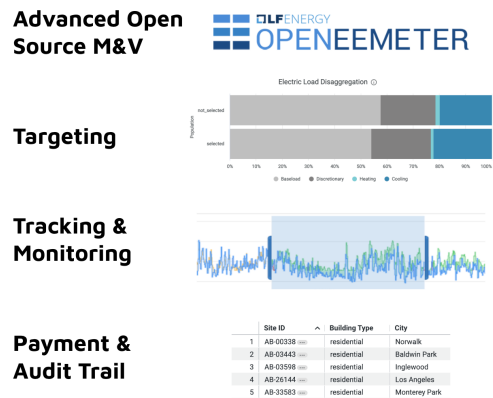 Advanced Open
Source M&V
LFENERGY
OPENEEMETER
Electric Load Disaggregation
Population
not_selected
selected
0% 10% 20% 30% 40% 50% 60% 70% 80% 90% 100%
Baseload Discretionary Heating Cooling
Targeting
Tracking &
Monitoring
Payment &
Audit Trail
Site ID Building Type City
1 AB-00338 residential Norwalk
2 AB-03443 residential Baldwin Park
3 AB-03598 residential Inglewood
4 AB-26144 residential Los Angeles
5 AB-33583 residential Monterey Park